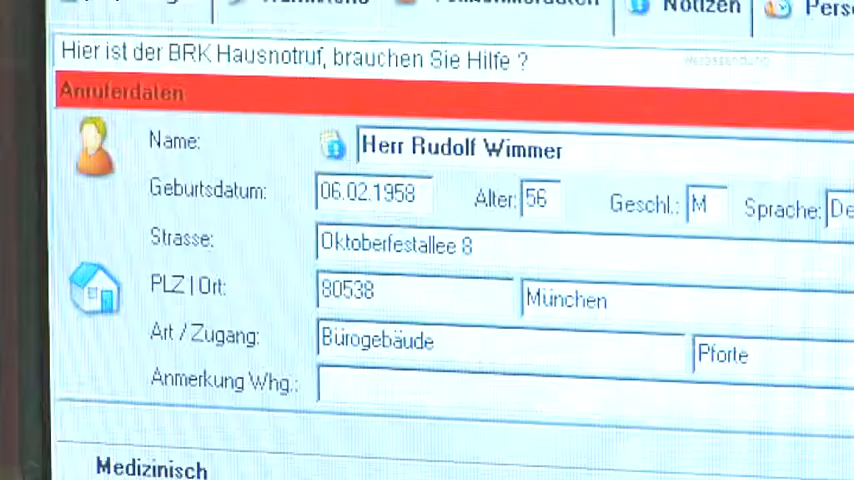 Notizen
Hier ist der BRK Hausnotruf, brauchen Sie Hilfe ?
Anruferdaten
Name: Herr Rudolf Wimmer
Geburtsdatum: 06.02.1958 Alter: 56 Geschl.: M Sprache: De
Strasse: Oktoberfestallee 8
PLZ | Ort: 80538 München
Art / Zugang: Bürogebäude Pforte
Anmerkung Whg.:
Medizinisch